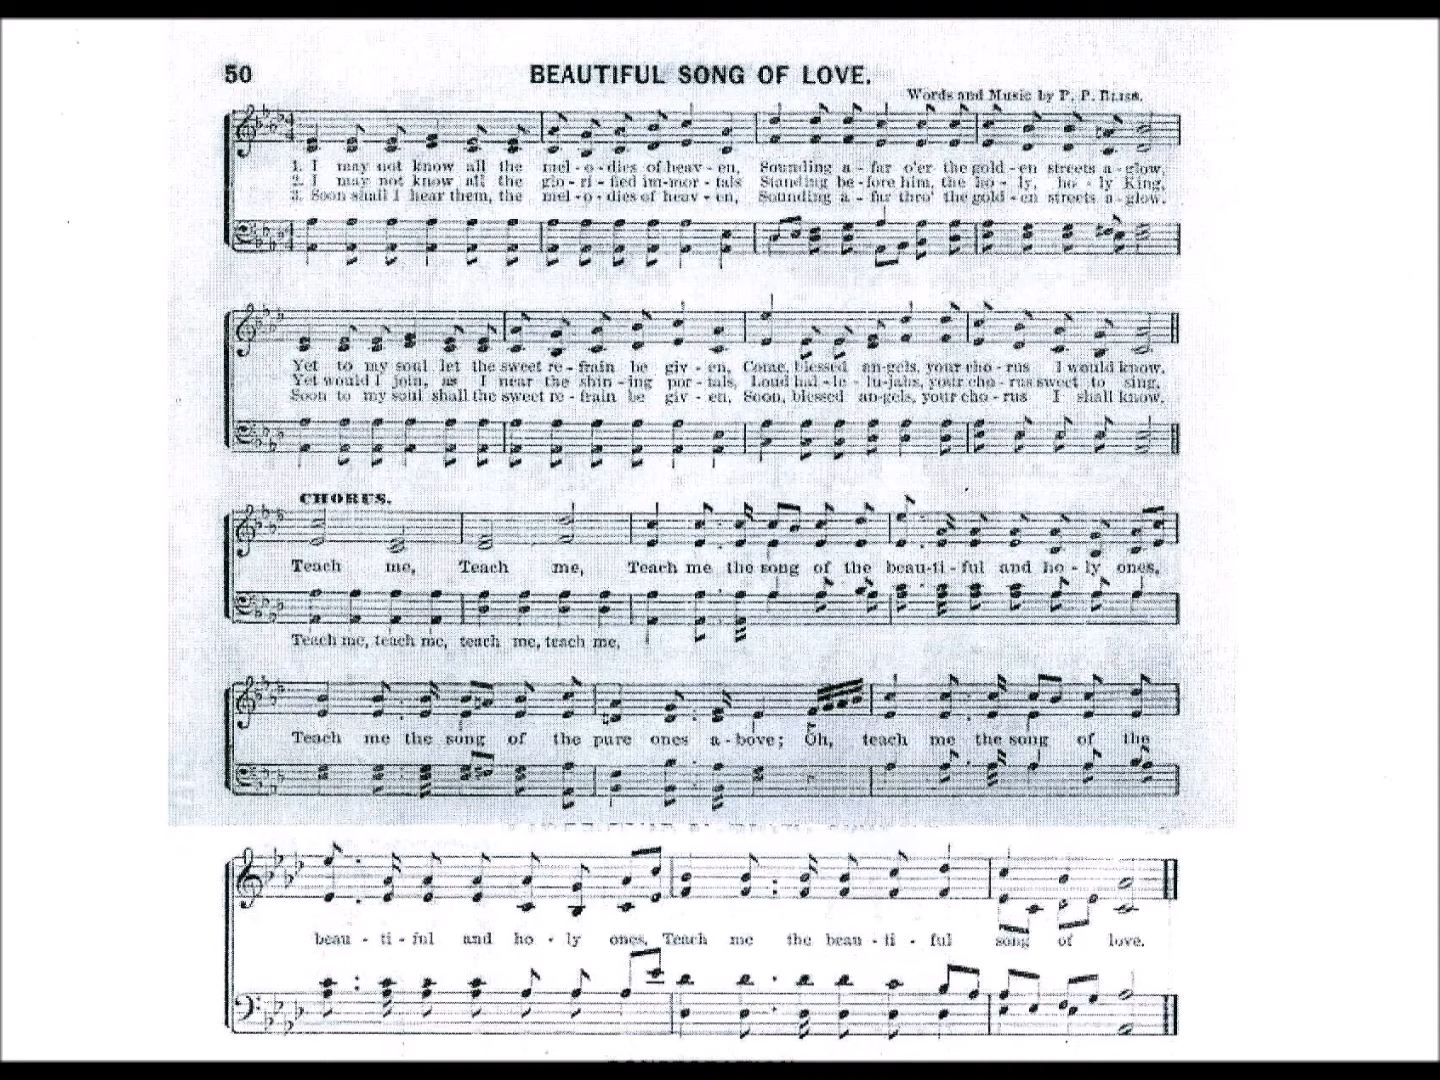 50 BEAUTIFUL SONG OF LOVE.
Words and Music by P. P. BLISS.
1. I may not know all the mel - o - dies of heav - en, Sounding a - far o'er the gold - en streets a - glow,
2. I may not know all the glo - ri - fied im - mor - tals Standing be - fore him, the ho - ly, ho - ly King,
3. Soon shall I hear them, the mel - o - dies of heav - en, Sounding a - far thro' the gold - en streets a - glow.
Yet to my soul let the sweet re - frain be giv - en, Come, blessed an - gels, your cho - rus I would know.
Yet would I join, as I near the shin - ing por - tals, Loud hal - le - lu - jahs, your cho - rus sweet to sing.
Soon to my soul shall the sweet re - frain be giv - en, Soon, blessed an - gels, your cho - rus I shall know.
CHORUS.
Teach me, Teach me, Teach me the song of the beau - ti - ful and ho - ly ones,
Teach me, teach me, teach me, teach me,
Teach me the song of the pure ones a - bove; Oh, teach me the song of the
beau - ti - ful and ho - ly ones, Teach me the beau - ti - ful song of love.